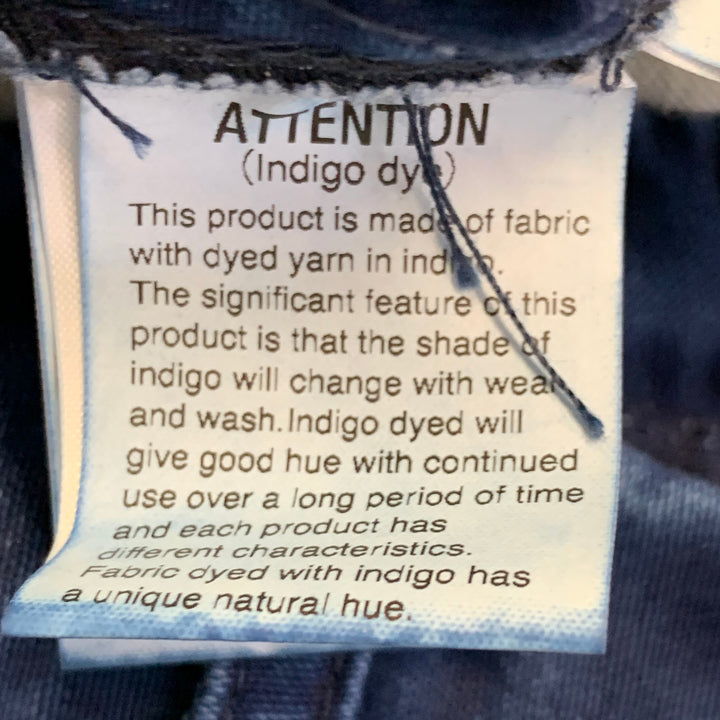 ATTENTION
(Indigo dye)
This product is made of fabric
with dyed yarn in indigo.
The significant feature of this
product is that the shade of
indigo will change with wear
and wash. Indigo dyed will
give good hue with continued
use over a long period of time
and each product has
different characteristics.
Fabric dyed with indigo has
a unique natural hue.